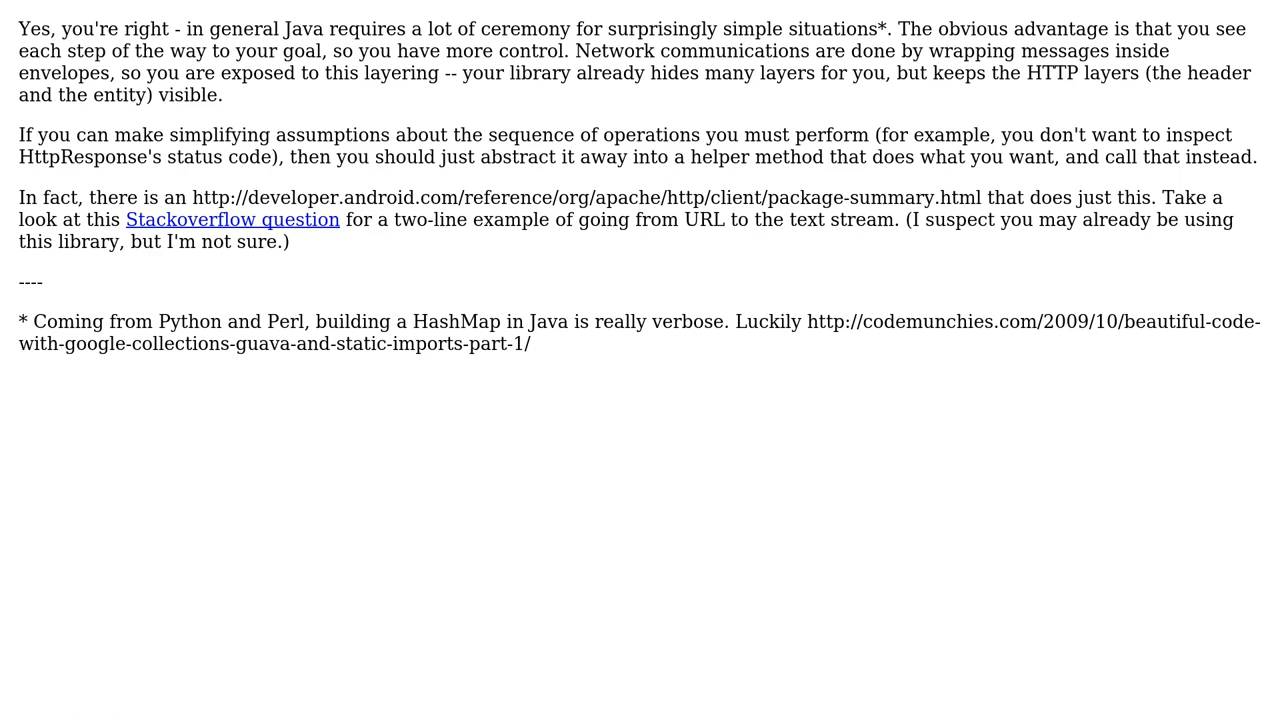 Yes, you're right - in general Java requires a lot of ceremony for surprisingly simple situations*. The obvious advantage is that you see
each step of the way to your goal, so you have more control. Network communications are done by wrapping messages inside
envelopes, so you are exposed to this layering -- your library already hides many layers for you, but keeps the HTTP layers (the header
and the entity) visible.
If you can make simplifying assumptions about the sequence of operations you must perform (for example, you don't want to inspect
HttpResponse's status code), then you should just abstract it away into a helper method that does what you want, and call that instead.
In fact, there is an http://developer.android.com/reference/org/apache/http/client/package-summary.html that does just this. Take a
look at this Stackoverflow question for a two-line example of going from URL to the text stream. (I suspect you may already be using
this library, but I'm not sure.)
----
* Coming from Python and Perl, building a HashMap in Java is really verbose. Luckily http://codemunchies.com/2009/10/beautiful-code-
with-google-collections-guava-and-static-imports-part-1/